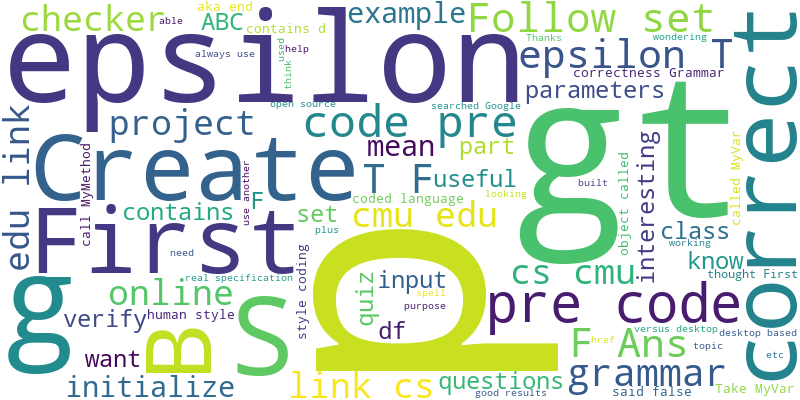 checker
able
aka end
ABC
contains d
example
Follow set
epsilon
always use
help
used
think
Thanks
wondering
epsilon T
correctness Grammar
correct
open source
searched Google
parameters
project
code pre
gt
edu link
Create
call MyMethod
mean
part
T F
useful
interesting
object called
called MyVar
built
use another
F
coded language
looking
contains
set
cmu edu
class
First
plus
working
need
style coding
know
real specification
cs cmu
thought First
g
online
S
p
quiz
input
spell
purpose
pre code
B
verify
human style
df
versus desktop
desktop based
F
href
Ans
topic
etc
want
initialize
link cs
questions
good results
grammar
said false
Take MyVar